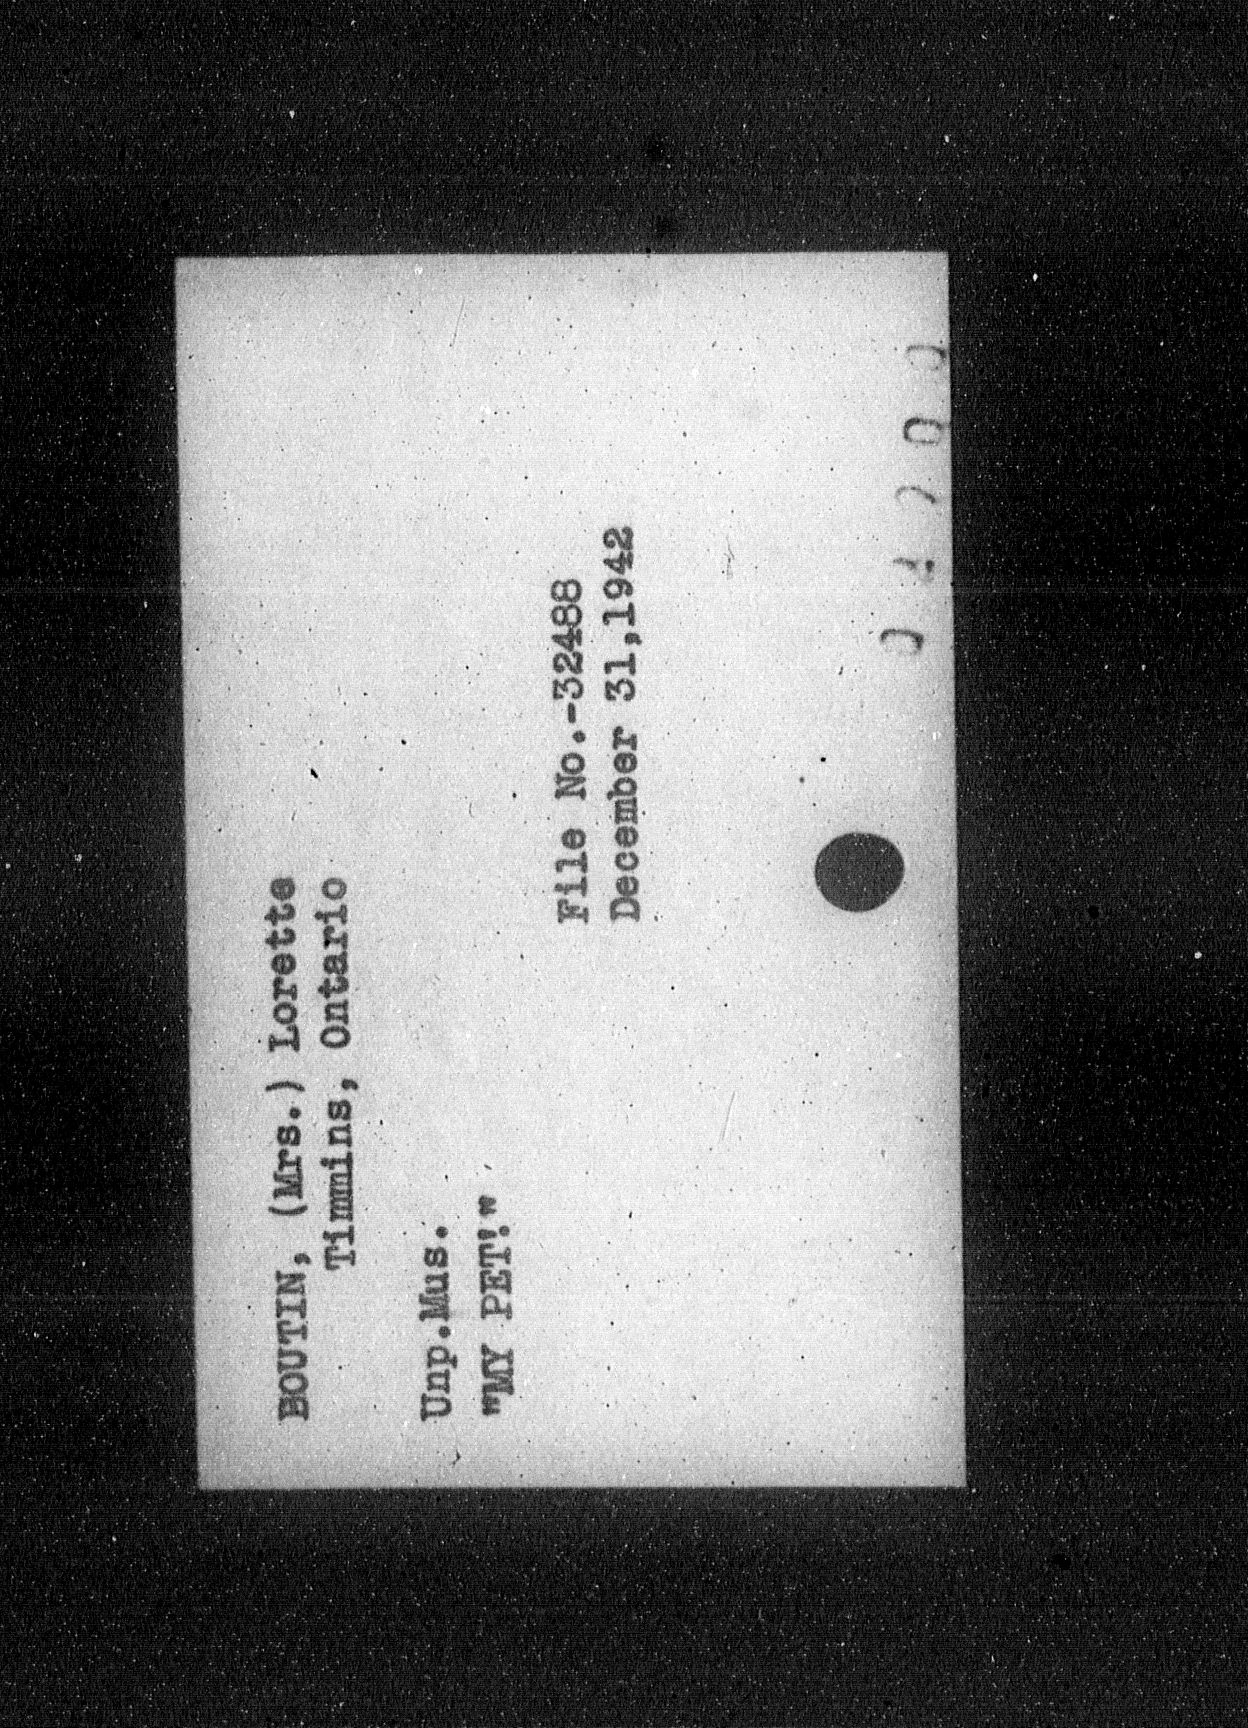 BOUTIN, (Mrs.) Lorette
Timmins, Ontario
Unp.Mus.
"MY PET!"
File No.-32488
December 31,1942